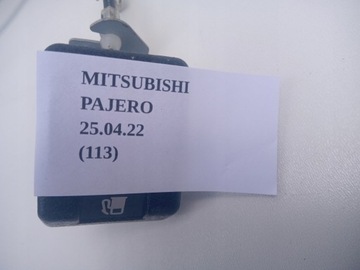 MITSUBISHI
PAJERO
25.04.22
(113)